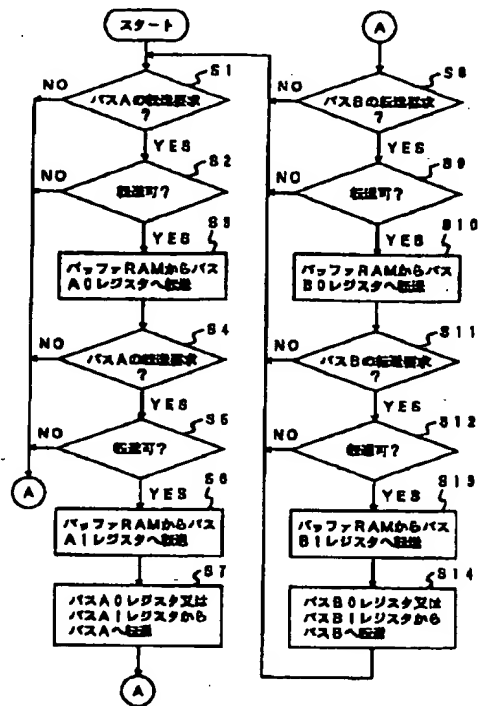 スタート
S1
NO
バスAの転送要求
?
YES
S2
NO
転送可?
YES
S3
バッファRAMからバス
A0レジスタへ転送
S4
NO
バスAの転送要求
?
YES
S5
NO
転送可?
A
YES
S6
バッファRAMからバス
A1レジスタへ転送
S7
バスA0レジスタ又は
バスA1レジスタから
バスAへ転送
A
A
S8
NO
バスBの転送要求
?
YES
S9
NO
転送可?
YES
S10
バッファRAMからバス
B0レジスタへ転送
S11
NO
バスBの転送要求
?
YES
S12
NO
転送可?
YES
S13
バッファRAMからバス
B1レジスタへ転送
S14
バスB0レジスタ又は
バスB1レジスタから
バスBへ転送